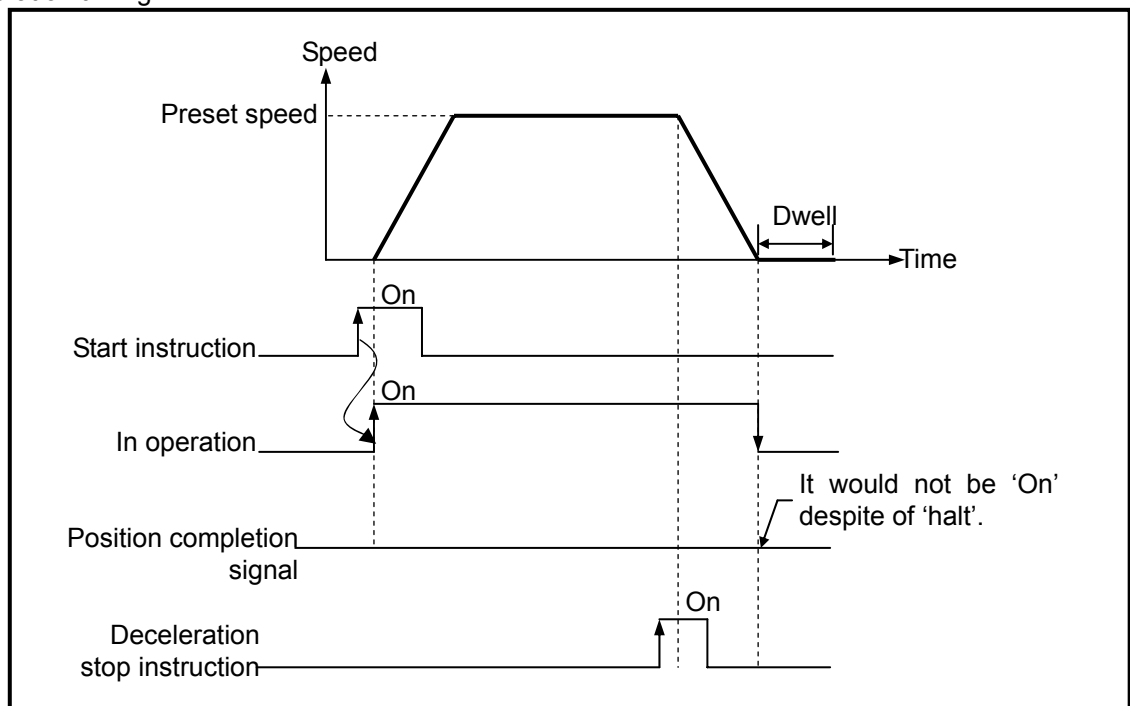 Speed
Preset speed
Dwell
Time
On
Start instruction
On
In operation
It would not be ‘On’
despite of ‘halt’.
Position completion
signal
On
Deceleration
stop instruction